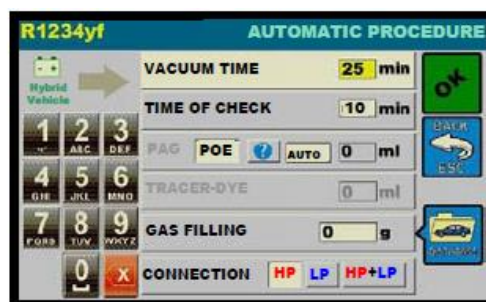 R1234yf AUTOMATIC PROCEDURE
Hybrid
Vehicle
VACUUM TIME 25 min
OK
TIME OF CHECK 10 min
BACK
ESC
1 2 ABC 3 DEF
PAG POE ? AUTO 0 ml
4 GHI 5 JKL 6 MNO
TRACER-DYE 0 ml
7 PQRS 8 TUV 9 WXYZ
GAS FILLING 0 g
DATABASE
0 X
CONNECTION HP LP HP+LP